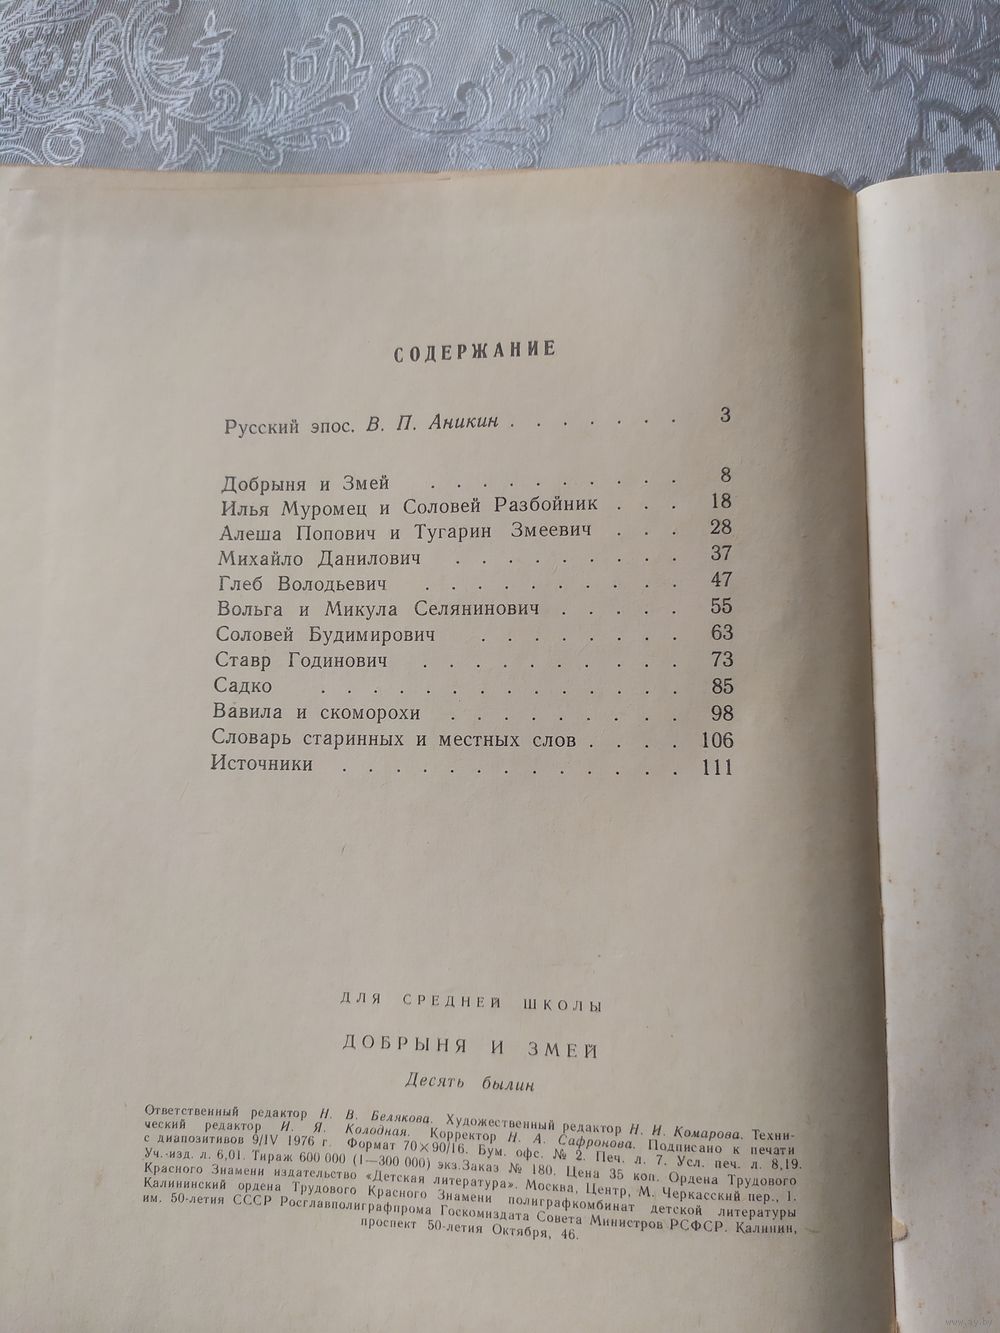 СОДЕРЖАНИЕ
Русский эпос. В. П. Аникин . . . . . . . 3
Добрыня и Змей . . . . . . . . . . 8
Илья Муромец и Соловей Разбойник . . . 18
Алеша Попович и Тугарин Змеевич . . . 28
Михайло Данилович . . . . . . . . . 37
Глеб Володьевич . . . . . . . . . . 47
Вольга и Микула Селянинович . . . . . 55
Соловей Будимирович . . . . . . . . 63
Ставр Годинович . . . . . . . . . . 73
Садко . . . . . . . . . . . . . . 85
Вавила и скоморохи . . . . . . . . . 98
Словарь старинных и местных слов . . . . 106
Источники . . . . . . . . . . . . . 111
ДЛЯ СРЕДНЕЙ ШКОЛЫ
ДОБРЫНЯ И ЗМЕЙ
Десять былин
Ответственный редактор Н. В. Белякова. Художественный редактор Н. И. Комарова. Техни-
ческий редактор И. Я. Колодная. Корректор Н. А. Сафронова. Подписано к печати
с диапозитивов 9/IV 1976 г. Формат 70×90/16. Бум. офс. № 2. Печ. л. 7. Усл. печ. л. 8,19.
Уч.-изд. л. 6,01. Тираж 600 000 (1—300 000) экз.Заказ № 180. Цена 35 коп. Ордена Трудового
Красного Знамени издательство «Детская литература». Москва, Центр, М. Черкасский пер., 1.
Калининский ордена Трудового Красного Знамени полиграфкомбинат детской литературы
им. 50-летия СССР Росглавполиграфпрома Госкомиздата Совета Министров РСФСР. Калинин,
проспект 50-летия Октября, 46.
www.ay.by